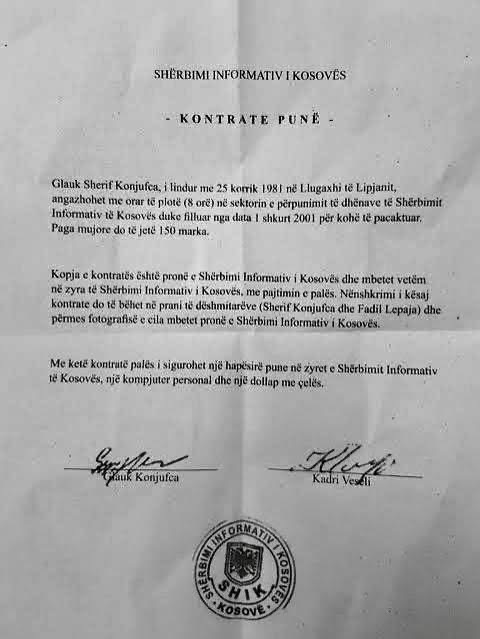 SHËRBIMI INFORMATIV I KOSOVËS
- KONTRATE PUNË -
Glauk Sherif Konjufca, i lindur me 25 korrik 1981 në Llugaxhi të Lipjanit,
angazhohet me orar të plotë (8 orë) në sektorin e përpunimit të dhënave të Shërbimit
Informativ të Kosovës duke filluar nga data 1 shkurt 2001 për kohë të pacaktuar.
Paga mujore do të jetë 150 marka.
Kopja e kontratës është pronë e Shërbimi Informativ i Kosovës dhe mbetet vetëm
në zyra të Shërbimi Informativ i Kosovës, me pajtimin e palës. Nënshkrimi i kësaj
kontrate do të bëhet në prani të dëshmitarëve (Sherif Konjufca dhe Fadil Lepaja) dhe
përmes fotografisë e cila mbetet pronë e Shërbimi Informativ i Kosovës.
Me ketë kontratë palës i sigurohet një hapësirë pune në zyret e Shërbimit Informativ
të Kosovës, një kompjuter personal dhe një dollap me çelës.
Glauk Konjufca
Kadri Veseli
SHËRBIMI INFORMATIV I KOSOVËS
SHIK
KOSOVË